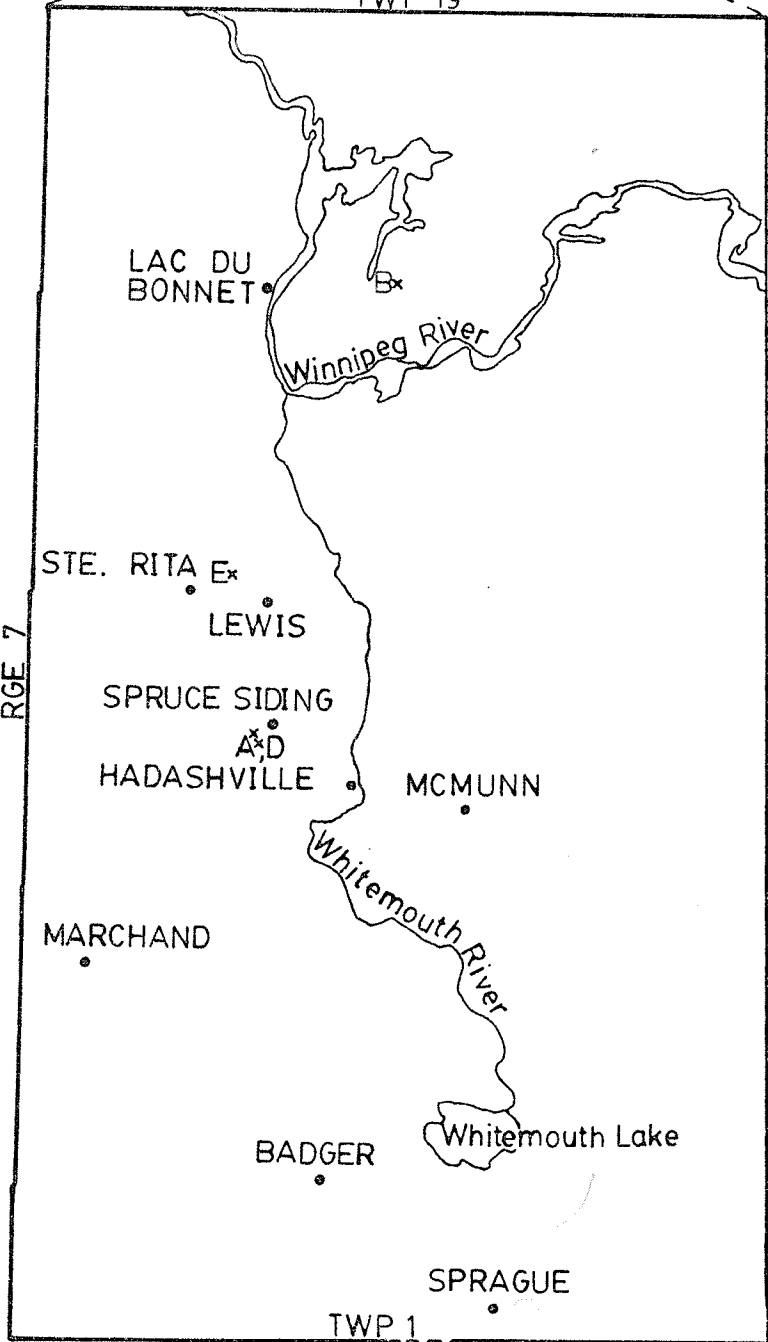 LAC DU
BONNET
B
Winnipeg River
STE. RITA E
LEWIS
RGE 7
SPRUCE SIDING
A,D
HADASHVILLE
MCMUNN
Whitemouth River
MARCHAND
Whitemouth Lake
BADGER
SPRAGUE
TWP 1